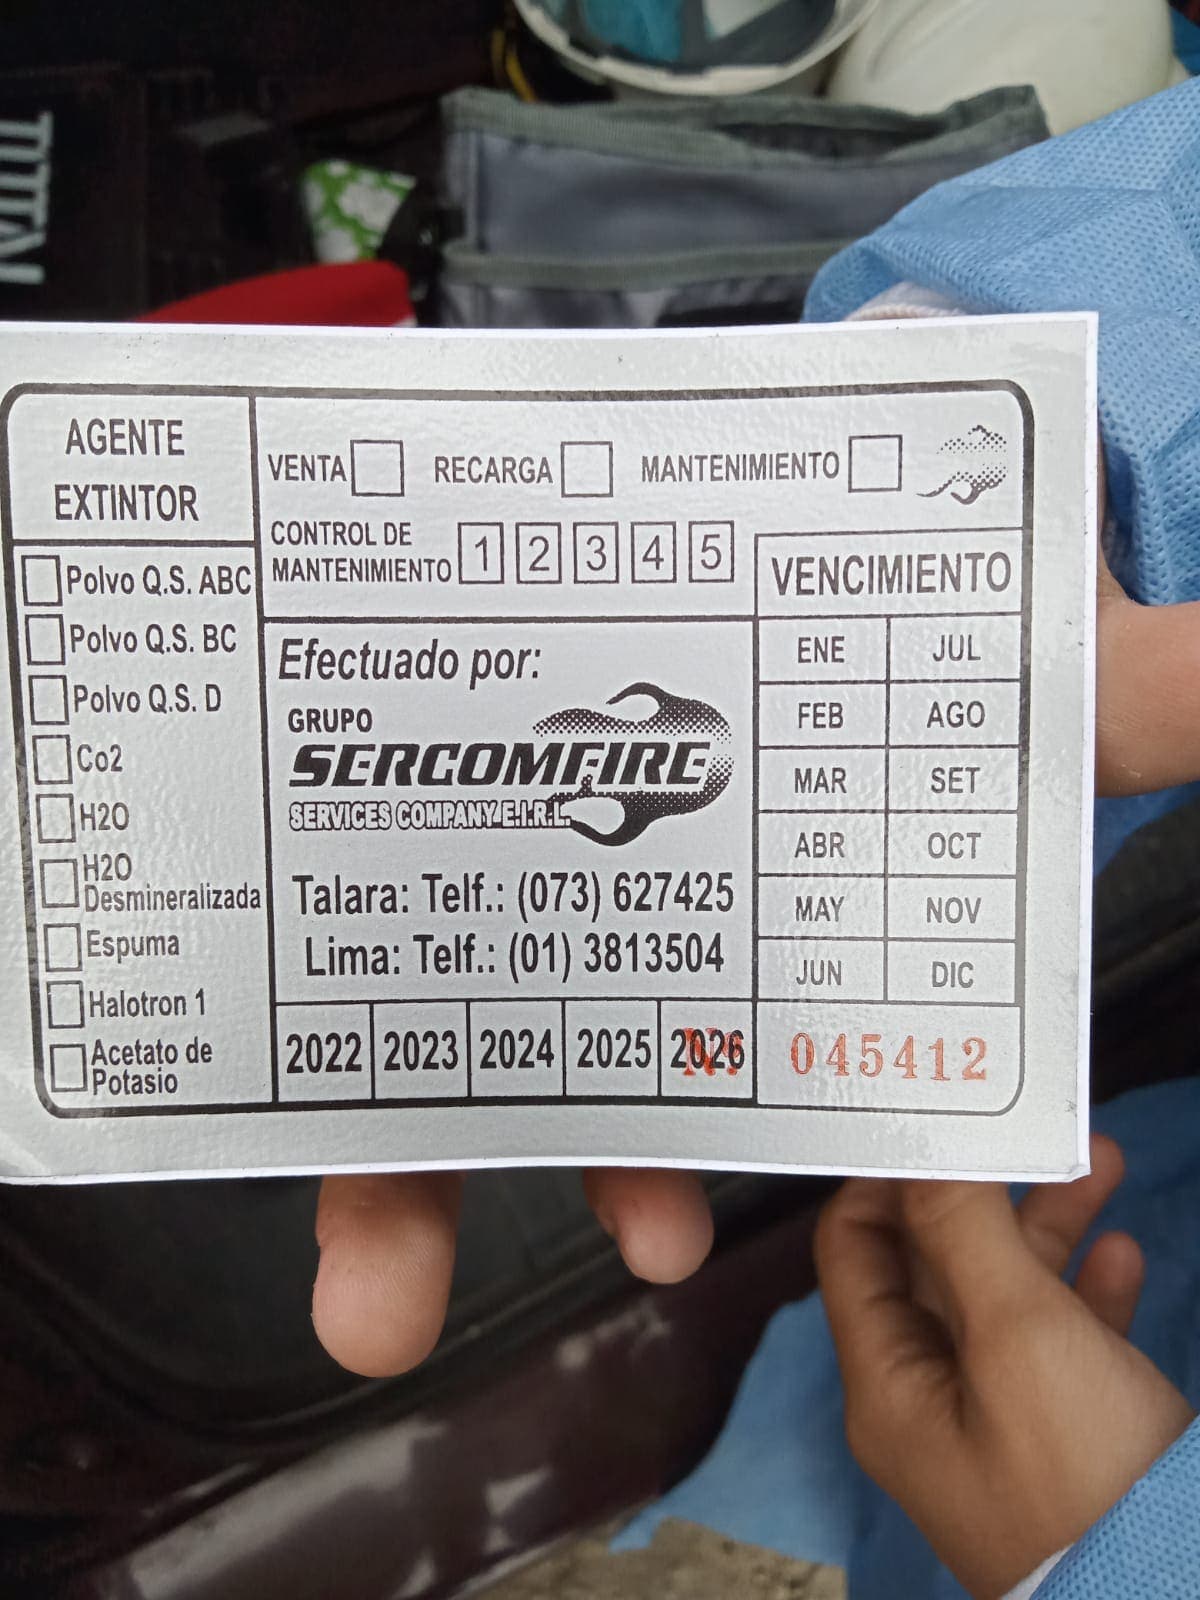 TITAN
AGENTE
EXTINTOR
Polvo Q.S. ABC
Polvo Q.S. BC
Polvo Q.S. D
Co2
H2O
H2O
Desmineralizada
Espuma
Halotron 1
Acetato de
Potasio
VENTA RECARGA MANTENIMIENTO
CONTROL DE
MANTENIMIENTO 1 2 3 4 5
Efectuado por:
GRUPO
SERCOMFIRE
SERVICES COMPANY E.I.R.L.
Talara: Telf.: (073) 627425
Lima: Telf.: (01) 3813504
2022 2023 2024 2025 2026
VENCIMIENTO
ENE JUL
FEB AGO
MAR SET
ABR OCT
MAY NOV
JUN DIC
Nº 045412